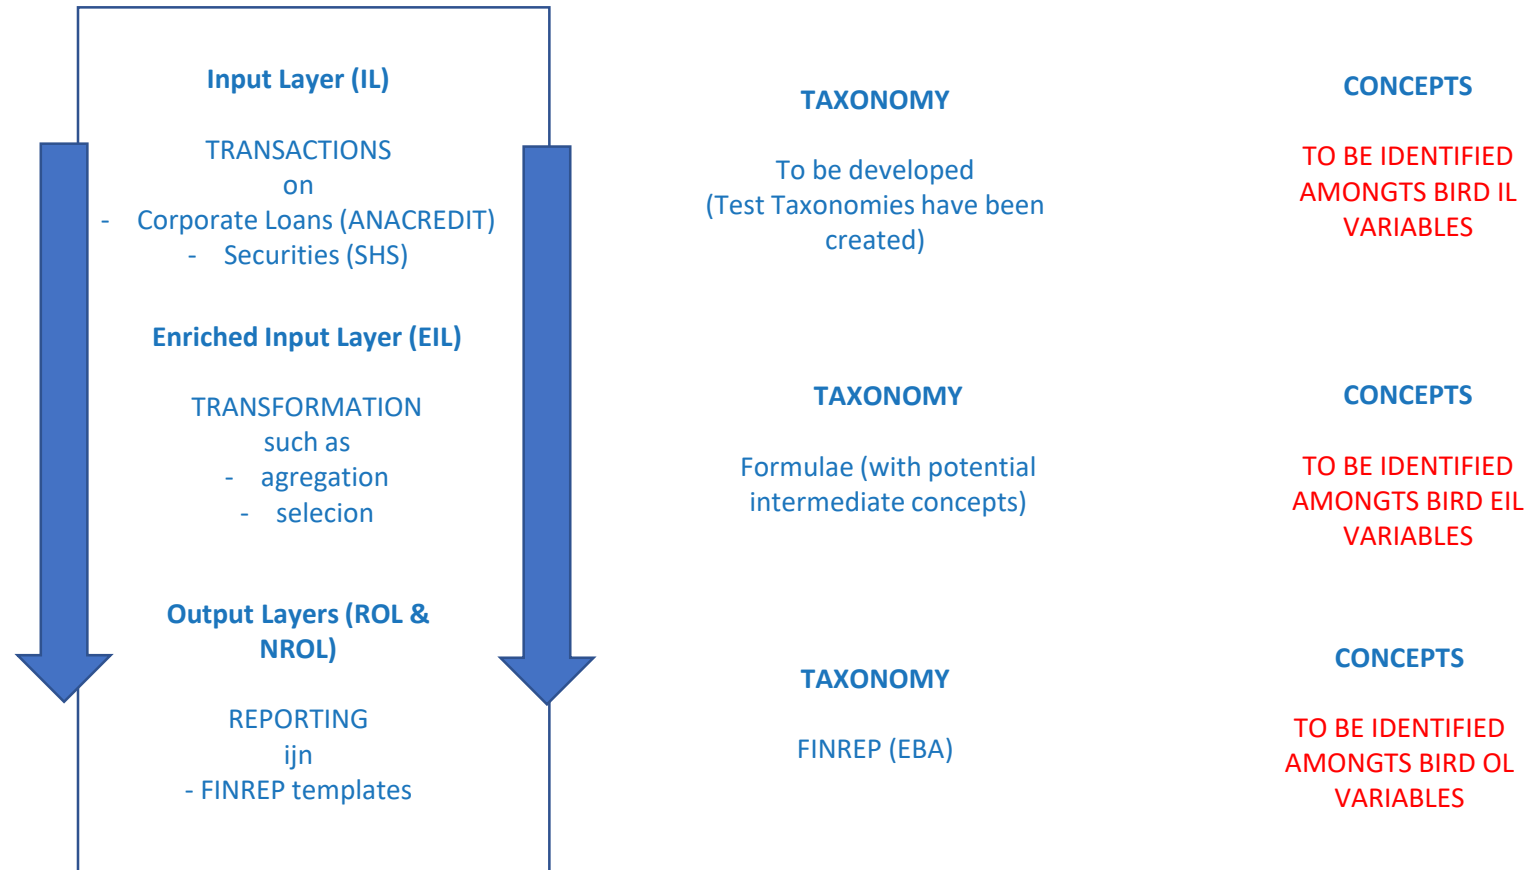 Input Layer (IL)
TRANSACTIONS
on
- Corporate Loans (ANACREDIT)
- Securities (SHS)
TAXONOMY
To be developed
(Test Taxonomies have been
created)
CONCEPTS
TO BE IDENTIFIED
AMONGTS BIRD IL
VARIABLES
Enriched Input Layer (EIL)
TRANSFORMATION
such as
- agregation
- selecion
TAXONOMY
Formulae (with potential
intermediate concepts)
CONCEPTS
TO BE IDENTIFIED
AMONGTS BIRD EIL
VARIABLES
Output Layers (ROL &
NROL)
REPORTING
ijn
- FINREP templates
TAXONOMY
FINREP (EBA)
CONCEPTS
TO BE IDENTIFIED
AMONGTS BIRD OL
VARIABLES